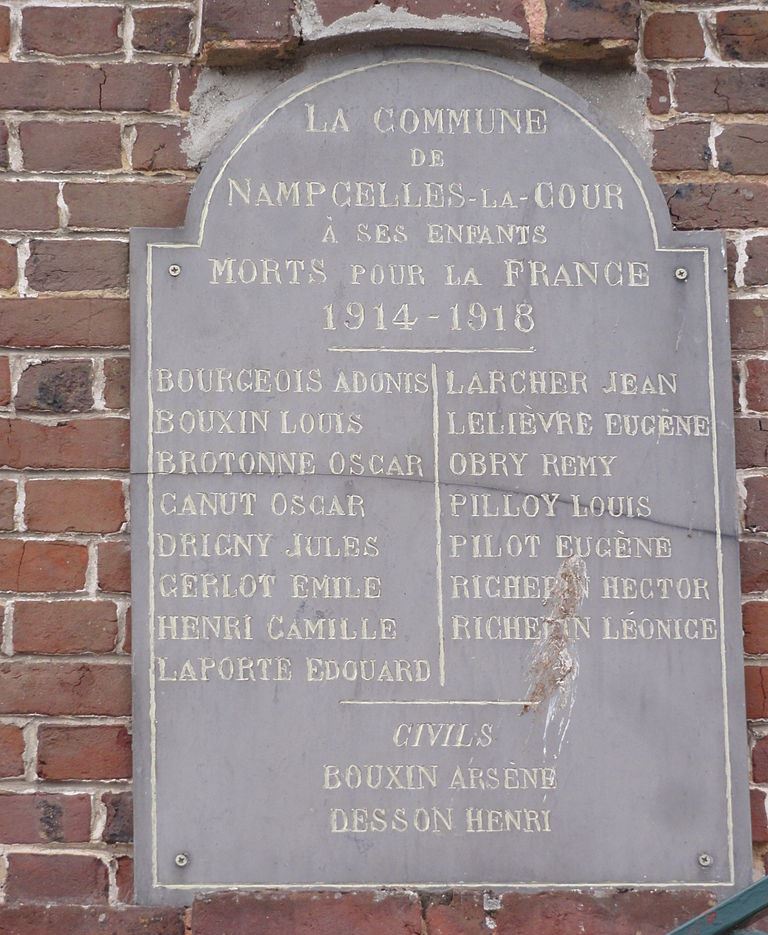 LA COMMUNE
DE
NAMPCELLES-LA-COUR
À SES ENFANTS
MORTS POUR LA FRANCE
1914-1918
BOURGEOIS ADONIS
BOUXIN LOUIS
BROTONNE OSCAR
CANUT OSCAR
DRIGNY JULES
GERLOT EMILE
HENRI CAMILLE
LAPORTE EDOUARD
LARCHER JEAN
LELIÈVRE EUGÈNE
OBRY REMY
PILLOY LOUIS
PILOT EUGÈNE
HECTOR
LÉONICE
CIVILS
BOUXIN ARSÈNE
DESSON HENRI